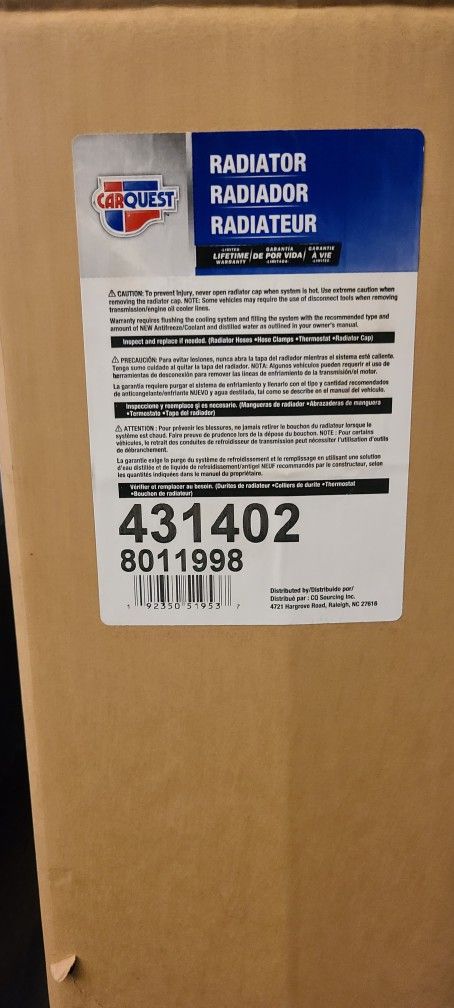 CARQUEST
RADIATOR
RADIADOR
RADIATEUR
LIMITED LIFETIME WARRANTY
GARANTÍA DE POR VIDA LIMITADA
GARANTIE À VIE LIMITÉE
⚠ CAUTION: To prevent injury, never open radiator cap when system is hot. Use extreme caution when
removing the radiator cap. NOTE: Some vehicles may require the use of disconnect tools when removing
transmission/engine oil cooler lines.
Warranty requires flushing the cooling system and filling the system with the recommended type and
amount of NEW Antifreeze/Coolant and distilled water as outlined in your owner's manual.
Inspect and replace if needed. (Radiator Hoses •Hose Clamps •Thermostat •Radiator Cap)
⚠ PRECAUCIÓN: Para evitar lesiones, nunca abra la tapa del radiador mientras el sistema esté caliente.
Tenga sumo cuidado al quitar la tapa del radiador. NOTA: Algunos vehículos pueden requerir el uso de
herramientas de desconexión para remover las líneas de enfriamiento de la transmisión/el motor.
La garantía requiere purgar el sistema de enfriamiento y llenarlo con el tipo y cantidad recomendados
de anticongelante/enfriante NUEVO y agua destilada, tal como se describe en el manual del vehículo.
Inspeccione y reemplace si es necesario. (Mangueras de radiador •Abrazaderas de manguera
•Termostato •Tapa del radiador)
⚠ ATTENTION : Pour prévenir les blessures, ne jamais retirer le bouchon du radiateur lorsque le
système est chaud. Faire preuve de prudence lors de la dépose du bouchon. NOTE : Pour certains
véhicules, le retrait des conduites de refroidisseur de transmission peut nécessiter l'utilisation d'outils
de débranchement.
La garantie exige la purge du système de refroidissement et le remplissage en utilisant une solution
d'eau distillée et de liquide de refroidissement/antigel NEUF recommandés par le constructeur, selon
les quantités indiquées dans le manuel du propriétaire.
Vérifier et remplacer au besoin. (Durites de radiateur •Colliers de durite •Thermostat
•Bouchon de radiateur)
431402
8011998
1 92350 51953 7
Distributed by/Distribuido por/
Distribué par : CQ Sourcing Inc.
4721 Hargrove Road, Raleigh, NC 27616